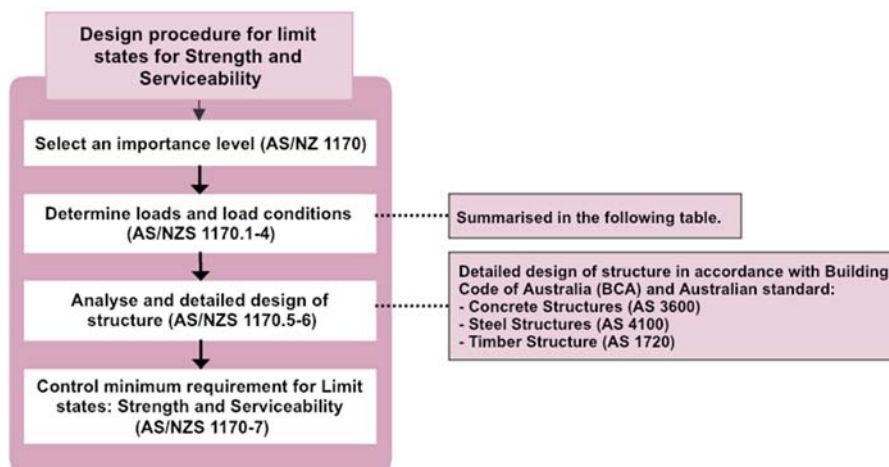 Design procedure for limit
states for Strength and
Serviceability
Select an importance level (AS/NZ 1170)
Determine loads and load conditions
(AS/NZS 1170.1-4)
Summarised in the following table.
Analyse and detailed design of
structure (AS/NZS 1170.5-6)
Detailed design of structure in accordance with Building
Code of Australia (BCA) and Australian standard:
- Concrete Structures (AS 3600)
- Steel Structures (AS 4100)
- Timber Structure (AS 1720)
Control minimum requirement for Limit
states: Strength and Serviceability
(AS/NZS 1170-7)